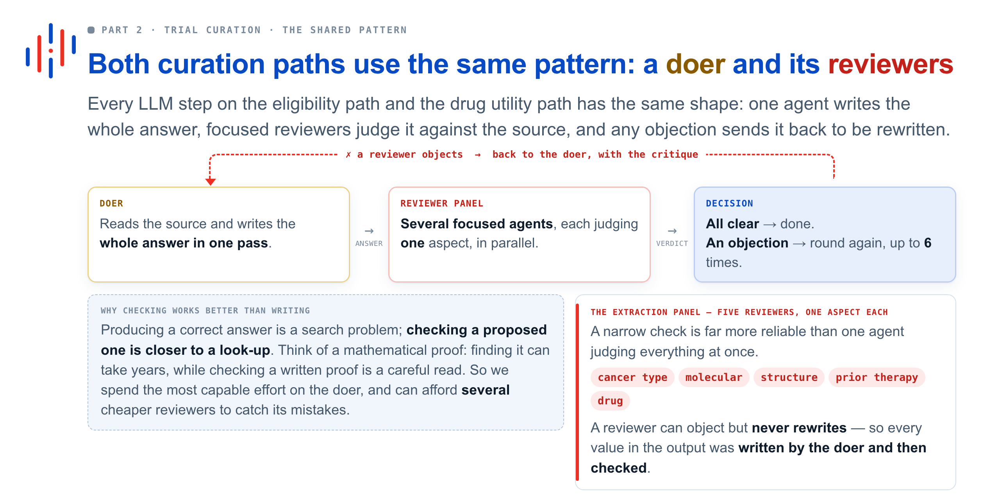 PART 2 · TRIAL CURATION · THE SHARED PATTERN
Both curation paths use the same pattern: a doer and its reviewers
Every LLM step on the eligibility path and the drug utility path has the same shape: one agent writes the
whole answer, focused reviewers judge it against the source, and any objection sends it back to be rewritten.
✗ a reviewer objects → back to the doer, with the critique
DOER
Reads the source and writes the
whole answer in one pass.
→
ANSWER
REVIEWER PANEL
Several focused agents, each judging
one aspect, in parallel.
→
VERDICT
DECISION
All clear → done.
An objection → round again, up to 6
times.
WHY CHECKING WORKS BETTER THAN WRITING
Producing a correct answer is a search problem; checking a proposed
one is closer to a look-up. Think of a mathematical proof: finding it can
take years, while checking a written proof is a careful read. So we
spend the most capable effort on the doer, and can afford several
cheaper reviewers to catch its mistakes.
THE EXTRACTION PANEL — FIVE REVIEWERS, ONE ASPECT EACH
A narrow check is far more reliable than one agent
judging everything at once.
cancer type molecular structure prior therapy
drug
A reviewer can object but never rewrites — so every
value in the output was written by the doer and then
checked.